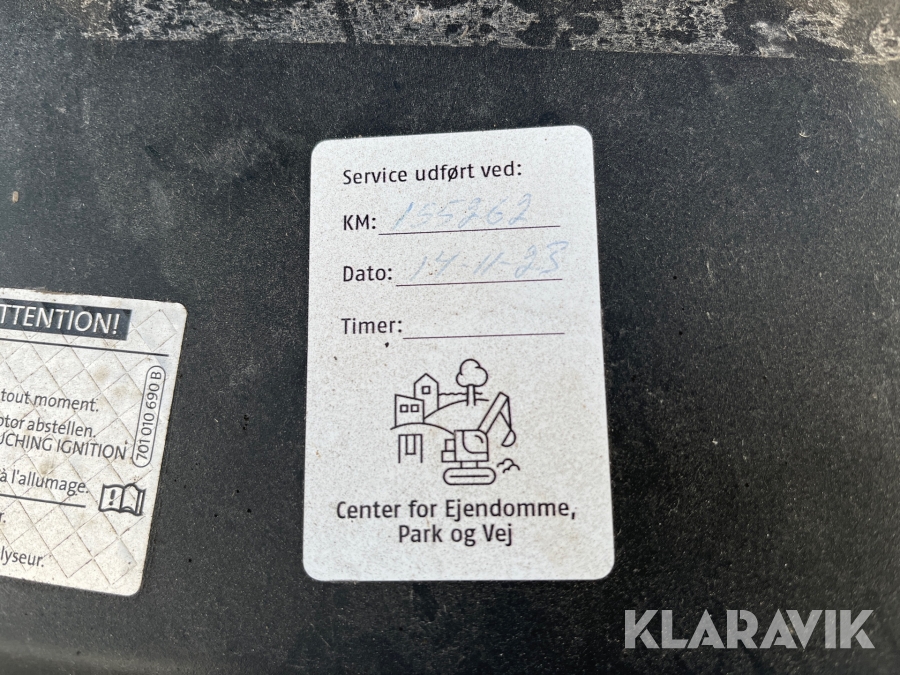 Service udført ved:
KM: 155262
Dato: 14-11-23
Timer:
Center for Ejendomme,
Park og Vej
TTENTION!
tout moment.
otor abstellen.
UCHING IGNITION
à l'allumage.
r.
lyseur.
701 010 690 B
KLARAVIK